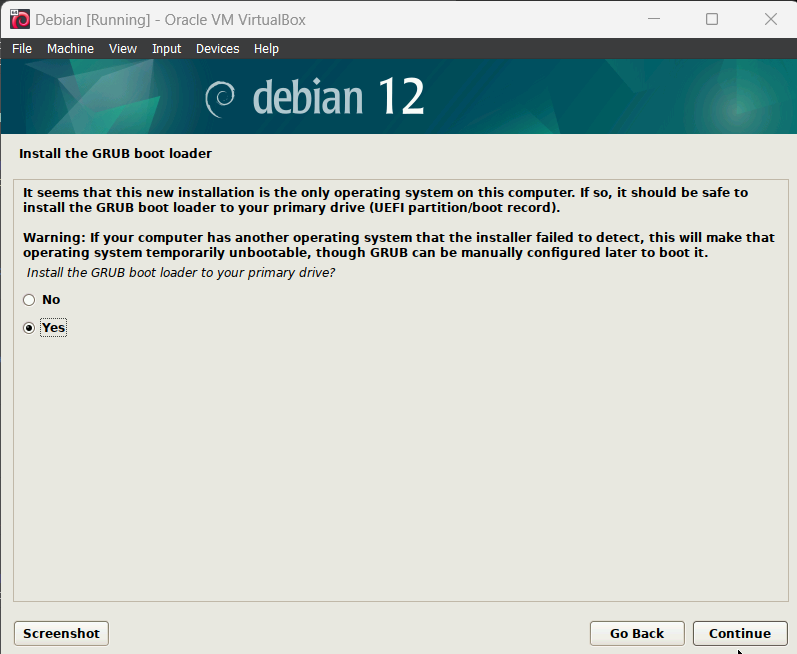 Debian [Running] - Oracle VM VirtualBox
File Machine View Input Devices Help
debian 12
Install the GRUB boot loader
It seems that this new installation is the only operating system on this computer. If so, it should be safe to
install the GRUB boot loader to your primary drive (UEFI partition/boot record).
Warning: If your computer has another operating system that the installer failed to detect, this will make that
operating system temporarily unbootable, though GRUB can be manually configured later to boot it.
Install the GRUB boot loader to your primary drive?
No
Yes
Screenshot Go Back Continue